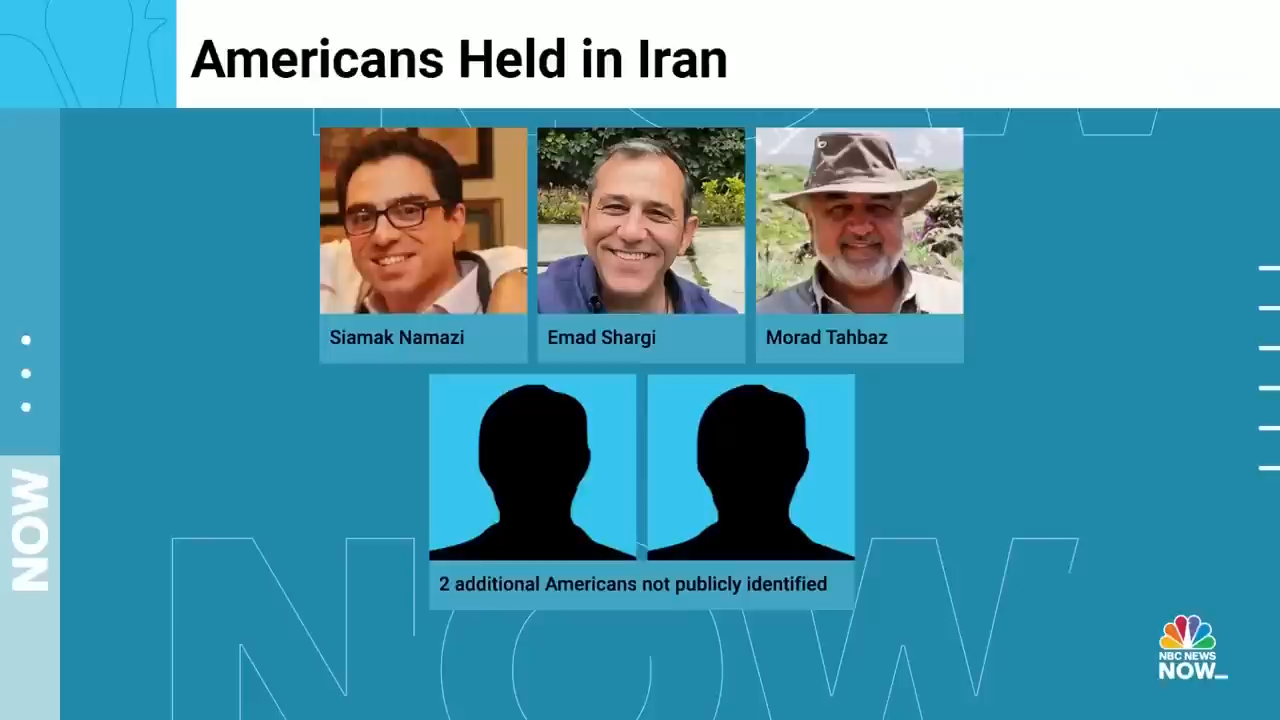 Americans Held in Iran
Siamak Namazi
Emad Shargi
Morad Tahbaz
2 additional Americans not publicly identified
NOW
NOW
NBC NEWS
NOW